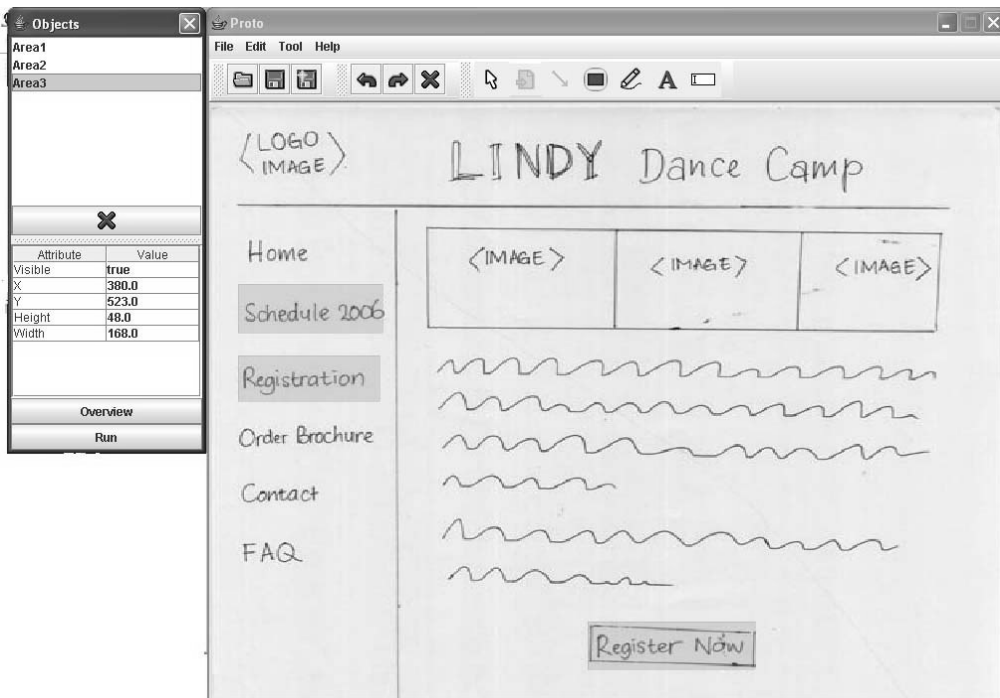 Objects
Area1
Area2
Area3
Attribute Value
Visible true
X 380.0
Y 523.0
Height 48.0
Width 168.0
Overview
Run
Proto
File Edit Tool Help
A
<LOGO
IMAGE>
LINDY Dance Camp
Home
Schedule 2006
Registration
Order Brochure
Contact
FAQ
<IMAGE> <IMAGE> <IMAGE>
Register Now